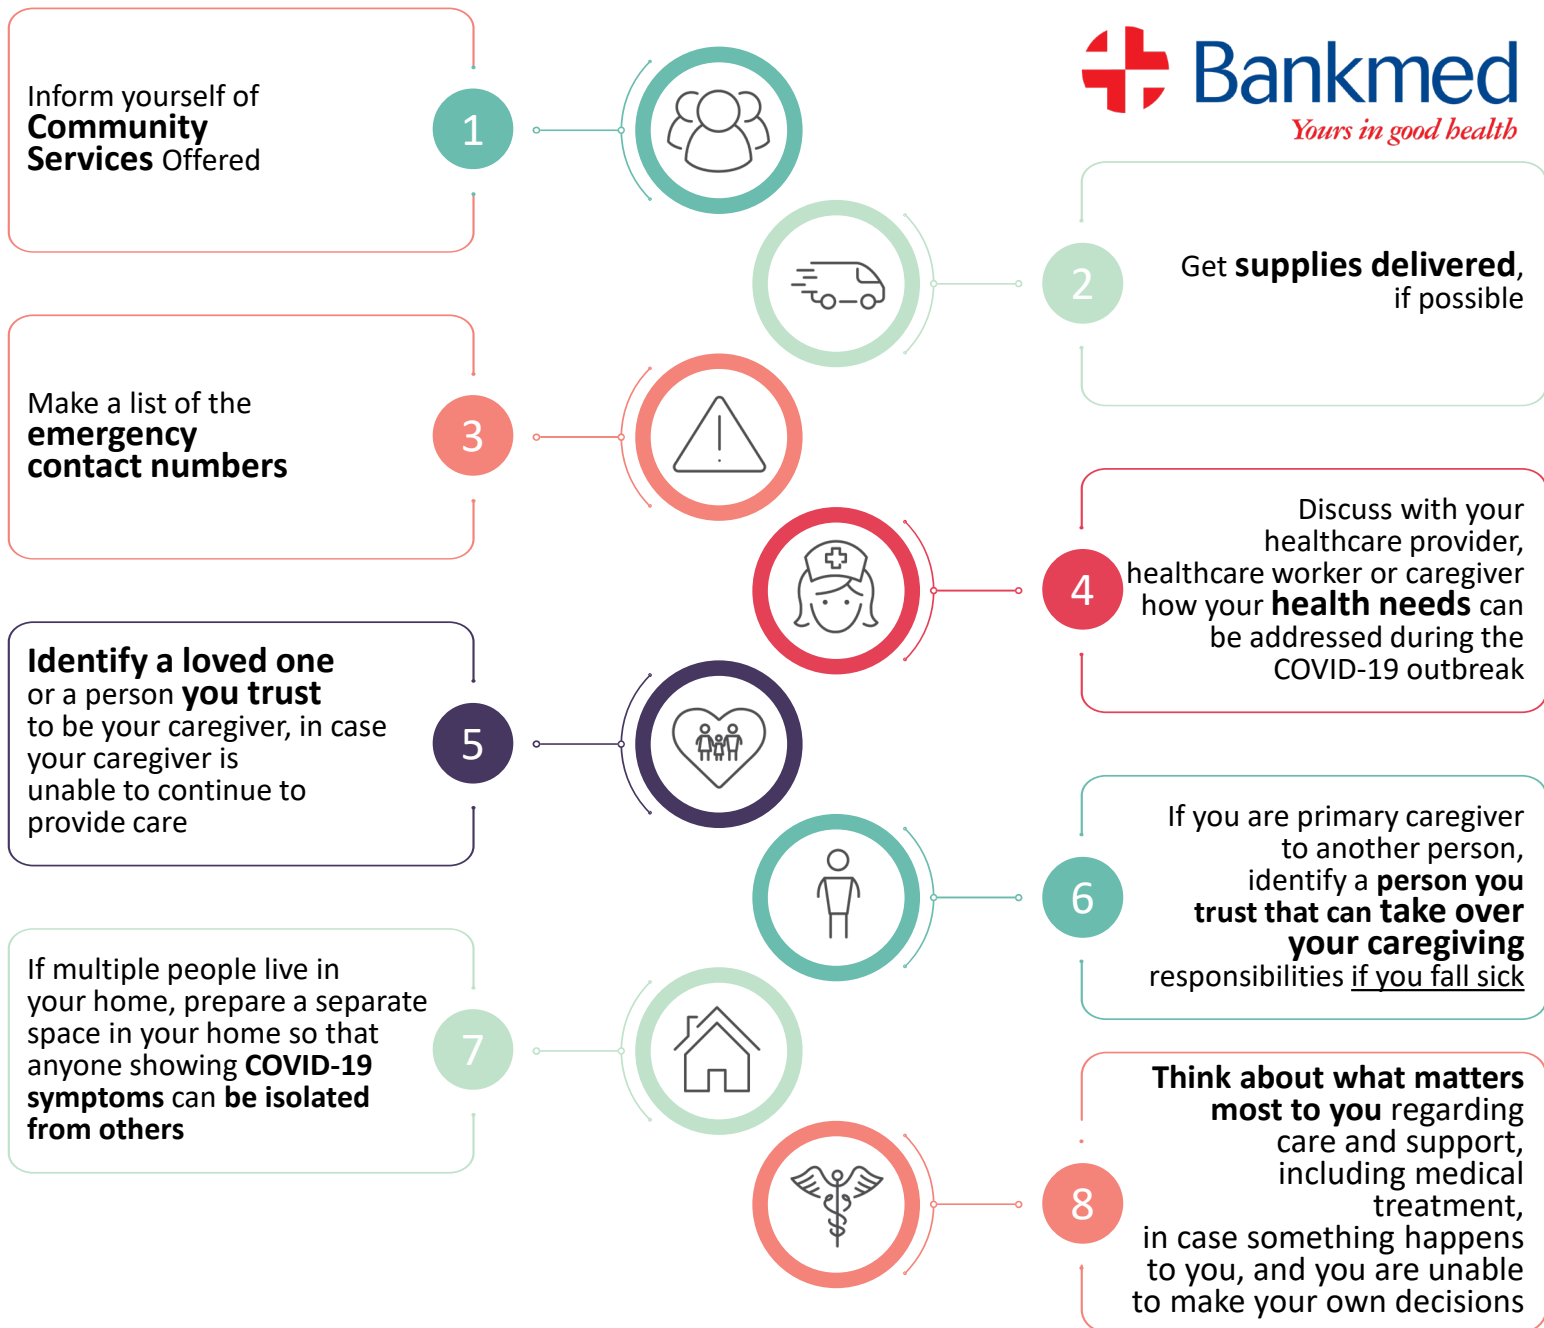 Bankmed
Yours in good health
Inform yourself of
Community
Services Offered
1
2
Get supplies delivered,
if possible
Make a list of the
emergency
contact numbers
3
4
Discuss with your
healthcare provider,
healthcare worker or caregiver
how your health needs can
be addressed during the
COVID-19 outbreak
Identify a loved one
or a person you trust
to be your caregiver, in case
your caregiver is
unable to continue to
provide care
5
6
If you are primary caregiver
to another person,
identify a person you
trust that can take over
your caregiving
responsibilities if you fall sick
If multiple people live in
your home, prepare a separate
space in your home so that
anyone showing COVID-19
symptoms can be isolated
from others
7
8
Think about what matters
most to you regarding
care and support,
including medical
treatment,
in case something happens
to you, and you are unable
to make your own decisions